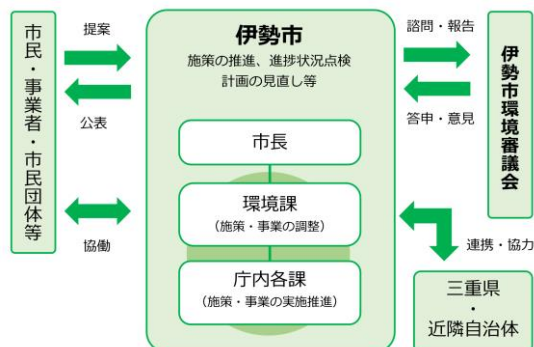 市民・事業者・市民団体等
提案
公表
協働
伊勢市
施策の推進、進捗状況点検
計画の見直し等
市長
環境課
(施策・事業の調整)
庁内各課
(施策・事業の実施推進)
諮問・報告
答申・意見
伊勢市環境審議会
連携・協力
三重県
・
近隣自治体